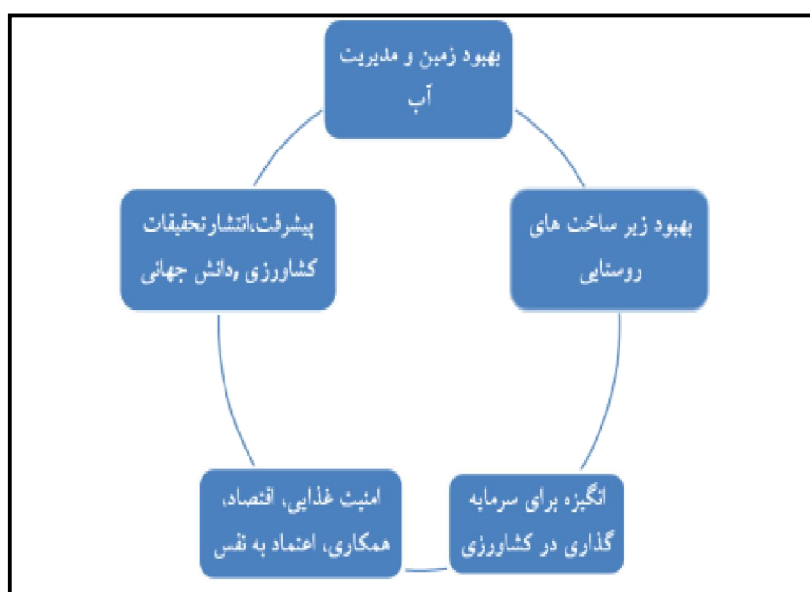 بهبود زمین و مدیریت
آب
بهبود زیر ساخت های
روستایی
انگیزه برای سرمایه
گذاری در کشاورزی
امنیت غذایی، اقتصاد،
همکاری، اعتماد به نفس
پیشرفت،انتشارتحقیقات
کشاورزی ,دانش جهانی